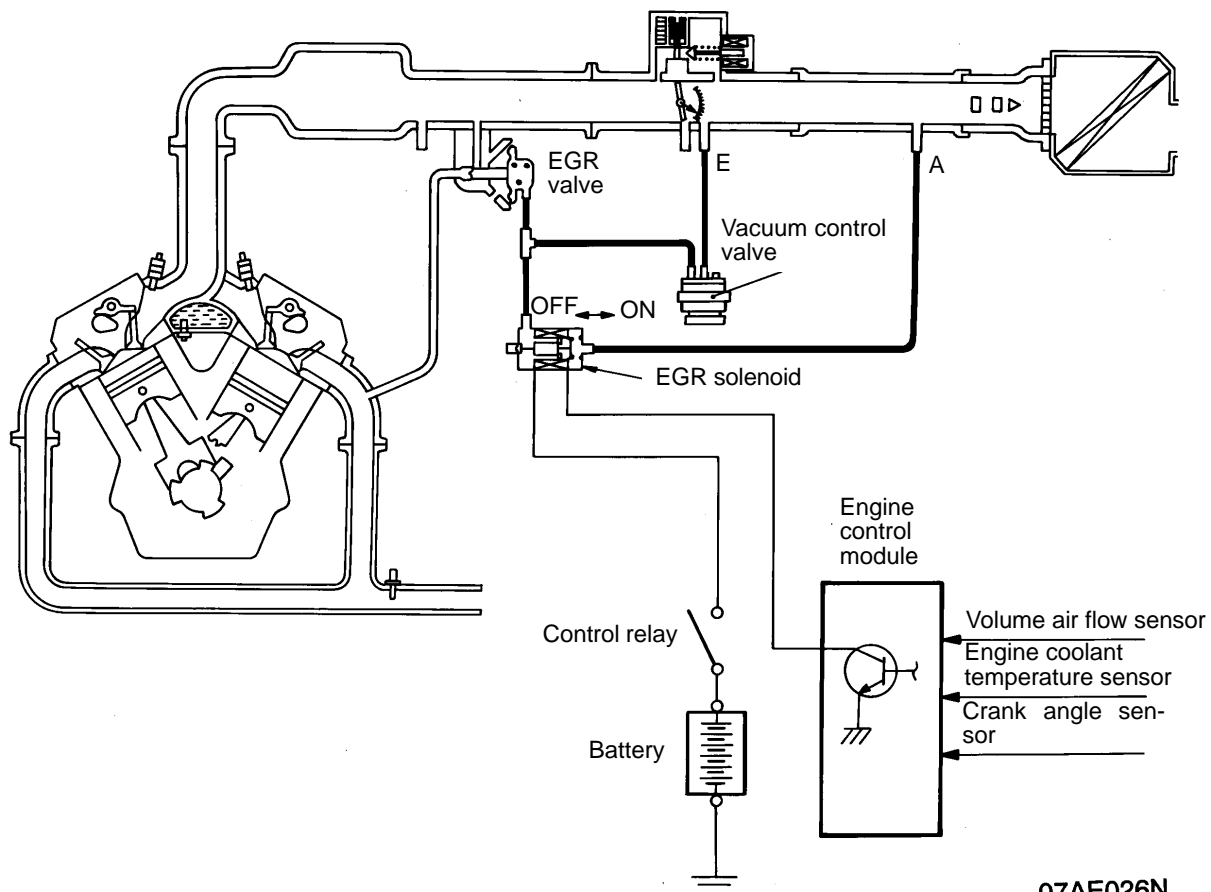 EGR
valve
E
A
Vacuum control
valve
OFF ON
EGR solenoid
Engine
control
module
Control relay
Volume air flow sensor
Engine coolant
temperature sensor
Crank angle sen-
sor
Battery
07AE026N